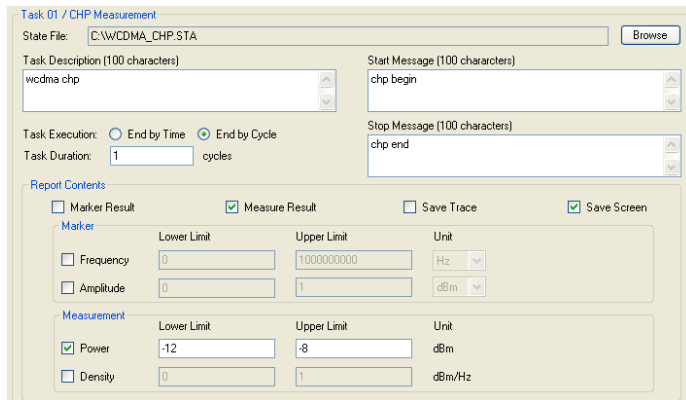 Task 01 / CHP Measurement
State File: C:\WCDMA_CHP.STA Browse
Task Description (100 characters) Start Message (100 chararcters)
wcdma chp chp begin
Task Execution: End by Time End by Cycle Stop Message (100 characters)
Task Duration: 1 cycles chp end
Report Contents
Marker Result Measure Result Save Trace Save Screen
Marker
Lower Limit Upper Limit Unit
Frequency 0 1000000000 Hz
Amplitude 0 1 dBm
Measurement
Lower Limit Upper Limit Unit
Power -12 -8 dBm
Density 0 1 dBm/Hz